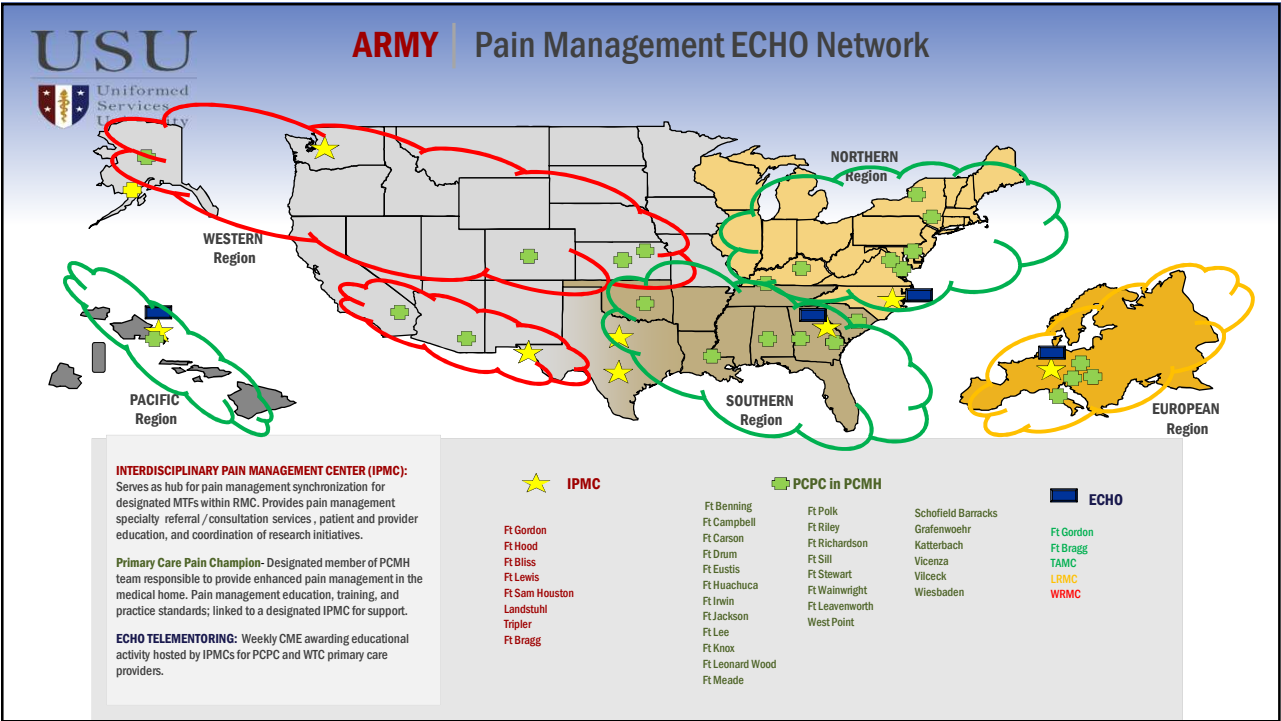 USU
Uniformed
Services
University
ARMY Pain Management ECHO Network
NORTHERN
Region
WESTERN
Region
PACIFIC
Region
SOUTHERN
Region
EUROPEAN
Region
INTERDISCIPLINARY PAIN MANAGEMENT CENTER (IPMC):
Serves as hub for pain management synchronization for
designated MTFs within RMC. Provides pain management
specialty referral /consultation services , patient and provider
education, and coordination of research initiatives.
Primary Care Pain Champion- Designated member of PCMH
team responsible to provide enhanced pain management in the
medical home. Pain management education, training, and
practice standards; linked to a designated IPMC for support.
ECHO TELEMENTORING: Weekly CME awarding educational
activity hosted by IPMCs for PCPC and WTC primary care
providers.
IPMC
Ft Gordon
Ft Hood
Ft Bliss
Ft Lewis
Ft Sam Houston
Landstuhl
Tripler
Ft Bragg
PCPC in PCMH
Ft Benning
Ft Campbell
Ft Carson
Ft Drum
Ft Eustis
Ft Huachuca
Ft Irwin
Ft Jackson
Ft Lee
Ft Knox
Ft Leonard Wood
Ft Meade
Ft Polk
Ft Riley
Ft Richardson
Ft Sill
Ft Stewart
Ft Wainwright
Ft Leavenworth
West Point
Schofield Barracks
Grafenwoehr
Katterbach
Vicenza
Vilceck
Wiesbaden
ECHO
Ft Gordon
Ft Bragg
TAMC
LRMC
WRMC